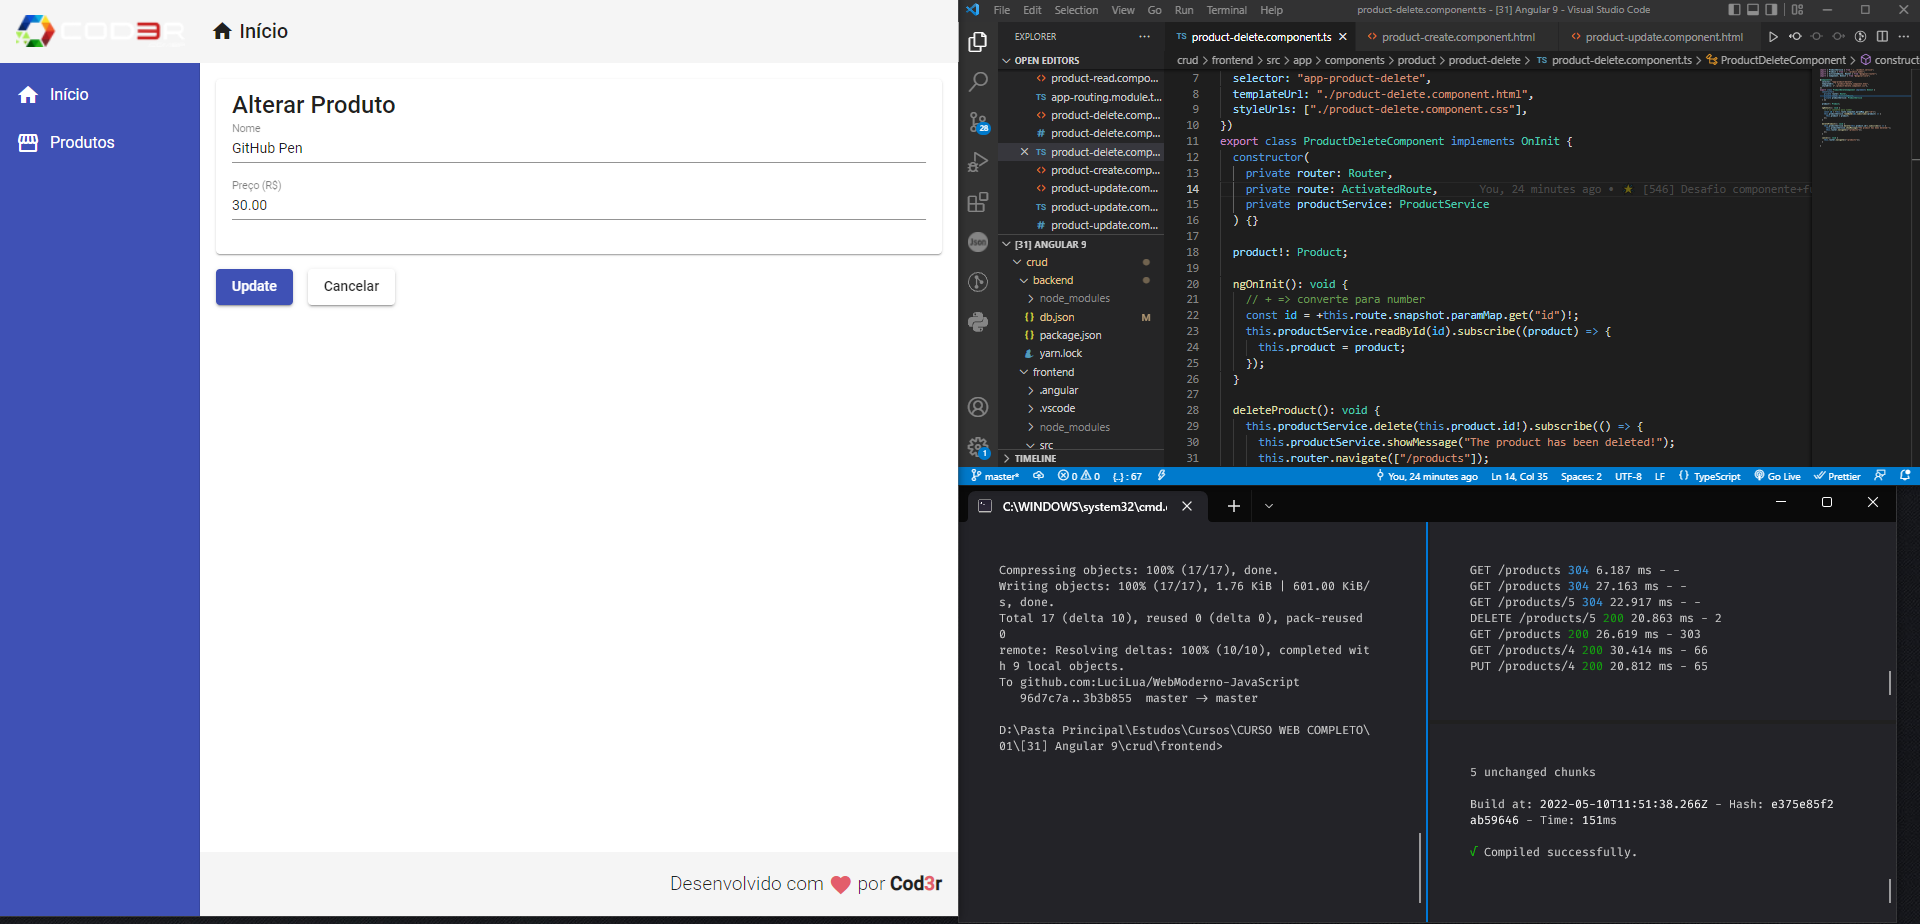 COD3R
Início
Início
Produtos
Alterar Produto
Nome
GitHub Pen
Preço (R$)
30.00
Update
Cancelar
Desenvolvido com por Cod3r
File Edit Selection View Go Run Terminal Help
product-delete.component.ts - [31] Angular 9 - Visual Studio Code
EXPLORER
OPEN EDITORS
product-read.compo...
app-routing.module.t...
product-delete.comp...
product-delete.comp...
product-delete.comp...
product-create.comp...
product-update.com...
product-update.com...
product-update.com...
[31] ANGULAR 9
crud
backend
node_modules
db.json M
package.json
yarn.lock
frontend
.angular
.vscode
node_modules
src
TIMELINE
28
Json
1
TS product-delete.component.ts product-create.component.html product-update.component.html
crud > frontend > src > app > components > product > product-delete > TS product-delete.component.ts > ProductDeleteComponent > construct
7 selector: "app-product-delete",
8 templateUrl: "./product-delete.component.html",
9 styleUrls: ["./product-delete.component.css"],
10 })
11 export class ProductDeleteComponent implements OnInit {
12 constructor(
13 private router: Router,
14 private route: ActivatedRoute, You, 24 minutes ago • ★ [546] Desafio componente+f
15 private productService: ProductService
16 ) {}
17
18 product!: Product;
19
20 ngOnInit(): void {
21 // + => converte para number
22 const id = +this.route.snapshot.paramMap.get("id")!;
23 this.productService.readById(id).subscribe((product) => {
24 this.product = product;
25 });
26 }
27
28 deleteProduct(): void {
29 this.productService.delete(this.product.id!).subscribe(() => {
30 this.productService.showMessage("The product has been deleted!");
31 this.router.navigate(["/products"]);
master* 0 0 {..} : 67 You, 24 minutes ago Ln 14, Col 35 Spaces: 2 UTF-8 LF {} TypeScript Go Live Prettier
C:\WINDOWS\system32\cmd.
Compressing objects: 100% (17/17), done.
Writing objects: 100% (17/17), 1.76 KiB | 601.00 KiB/
s, done.
Total 17 (delta 10), reused 0 (delta 0), pack-reused
0
remote: Resolving deltas: 100% (10/10), completed wit
h 9 local objects.
To github.com:LuciLua/WebModerno-JavaScript
96d7c7a..3b3b855 master -> master
D:\Pasta Principal\Estudos\Cursos\CURSO WEB COMPLETO\
01\[31] Angular 9\crud\frontend>
GET /products 304 6.187 ms - -
GET /products 304 27.163 ms - -
GET /products/5 304 22.917 ms - -
DELETE /products/5 200 20.863 ms - 2
GET /products 200 26.619 ms - 303
GET /products/4 200 30.414 ms - 66
PUT /products/4 200 20.812 ms - 65
5 unchanged chunks
Build at: 2022-05-10T11:51:38.266Z - Hash: e375e85f2
ab59646 - Time: 151ms
√ Compiled successfully.